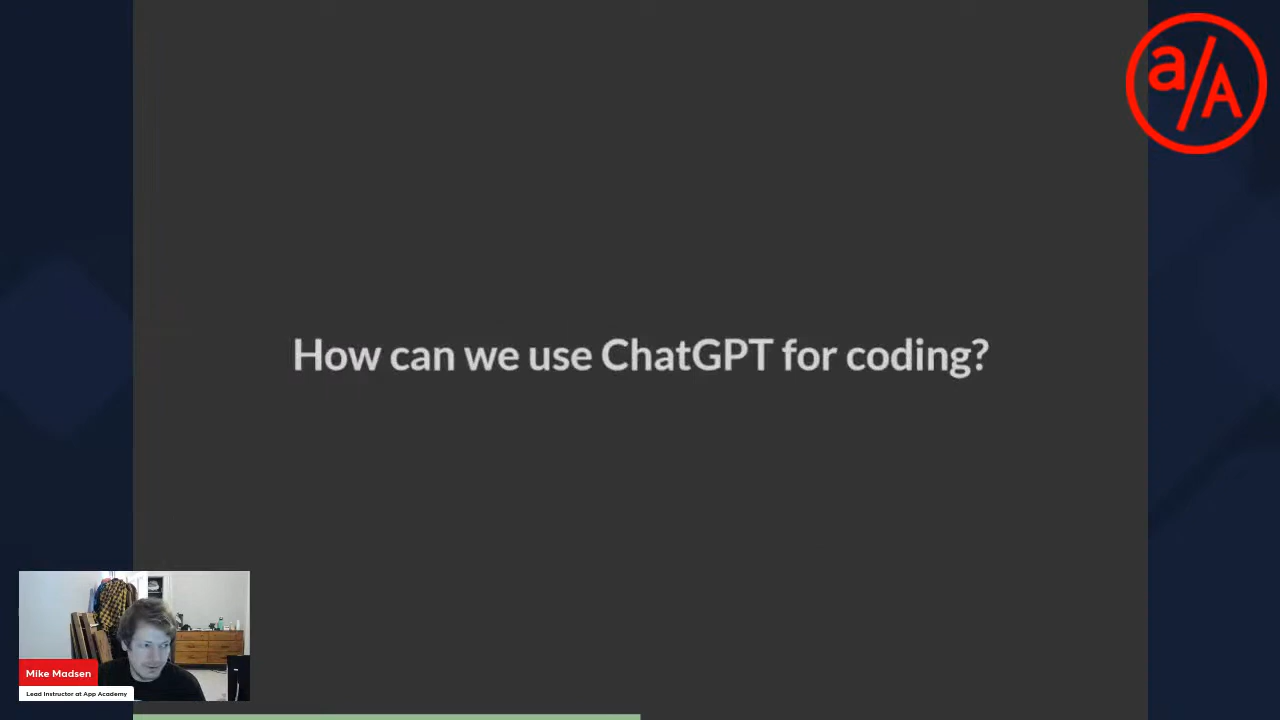 a/A
How can we use ChatGPT for coding?
Mike Madsen
Lead Instructor at App Academy